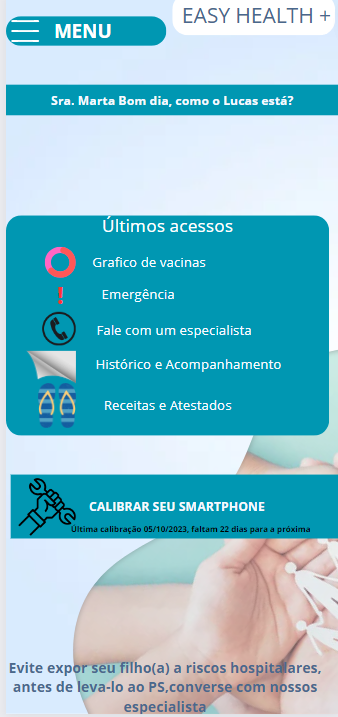 EASY HEALTH +
MENU
Sra. Marta Bom dia, como o Lucas está?
Últimos acessos
Grafico de vacinas
Emergência
Fale com um especialista
Histórico e Acompanhamento
Receitas e Atestados
CALIBRAR SEU SMARTPHONE
Última calibração 05/10/2023, faltam 22 dias para a próxima
Evite expor seu filho(a) a riscos hospitalares,
antes de leva-lo ao PS,converse com nossos
especialista